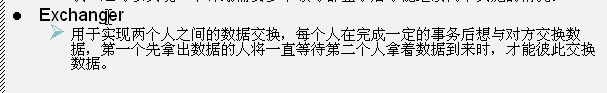 Exchanger
用于实现两个人之间的数据交换，每个人在完成一定的事务后想与对方交换数
据，第一个先拿出数据的人将一直等待第二个人拿着数据到来时，才能彼此交换
数据。